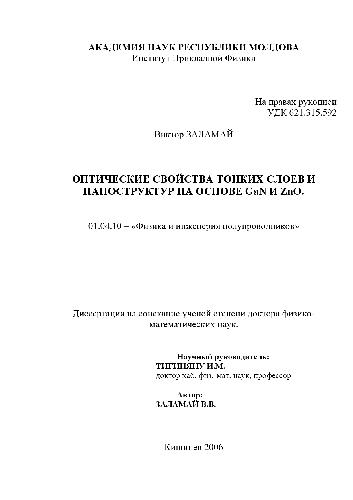 АКАДЕМИЯ НАУК РЕСПУБЛИКИ МОЛДОВА
Институт Прикладной Физики
На правах рукописи
УДК 621.315.592
Виктор ЗАЛАМАЙ
ОПТИЧЕСКИЕ СВОЙСТВА ТОНКИХ СЛОЕВ И
НАНОСТРУКТУР НА ОСНОВЕ GaN И ZnO.
01.04.10 – «Физика и инженерия полупроводников»
Диссертация на соискание ученой степени доктора физико-
математических наук.
Научный руководитель:
ТИГИНЯНУ И.М.
доктор хаб. физ.-мат. наук, профессор
Автор:
ЗАЛАМАЙ В.В.
Кишинев 2006